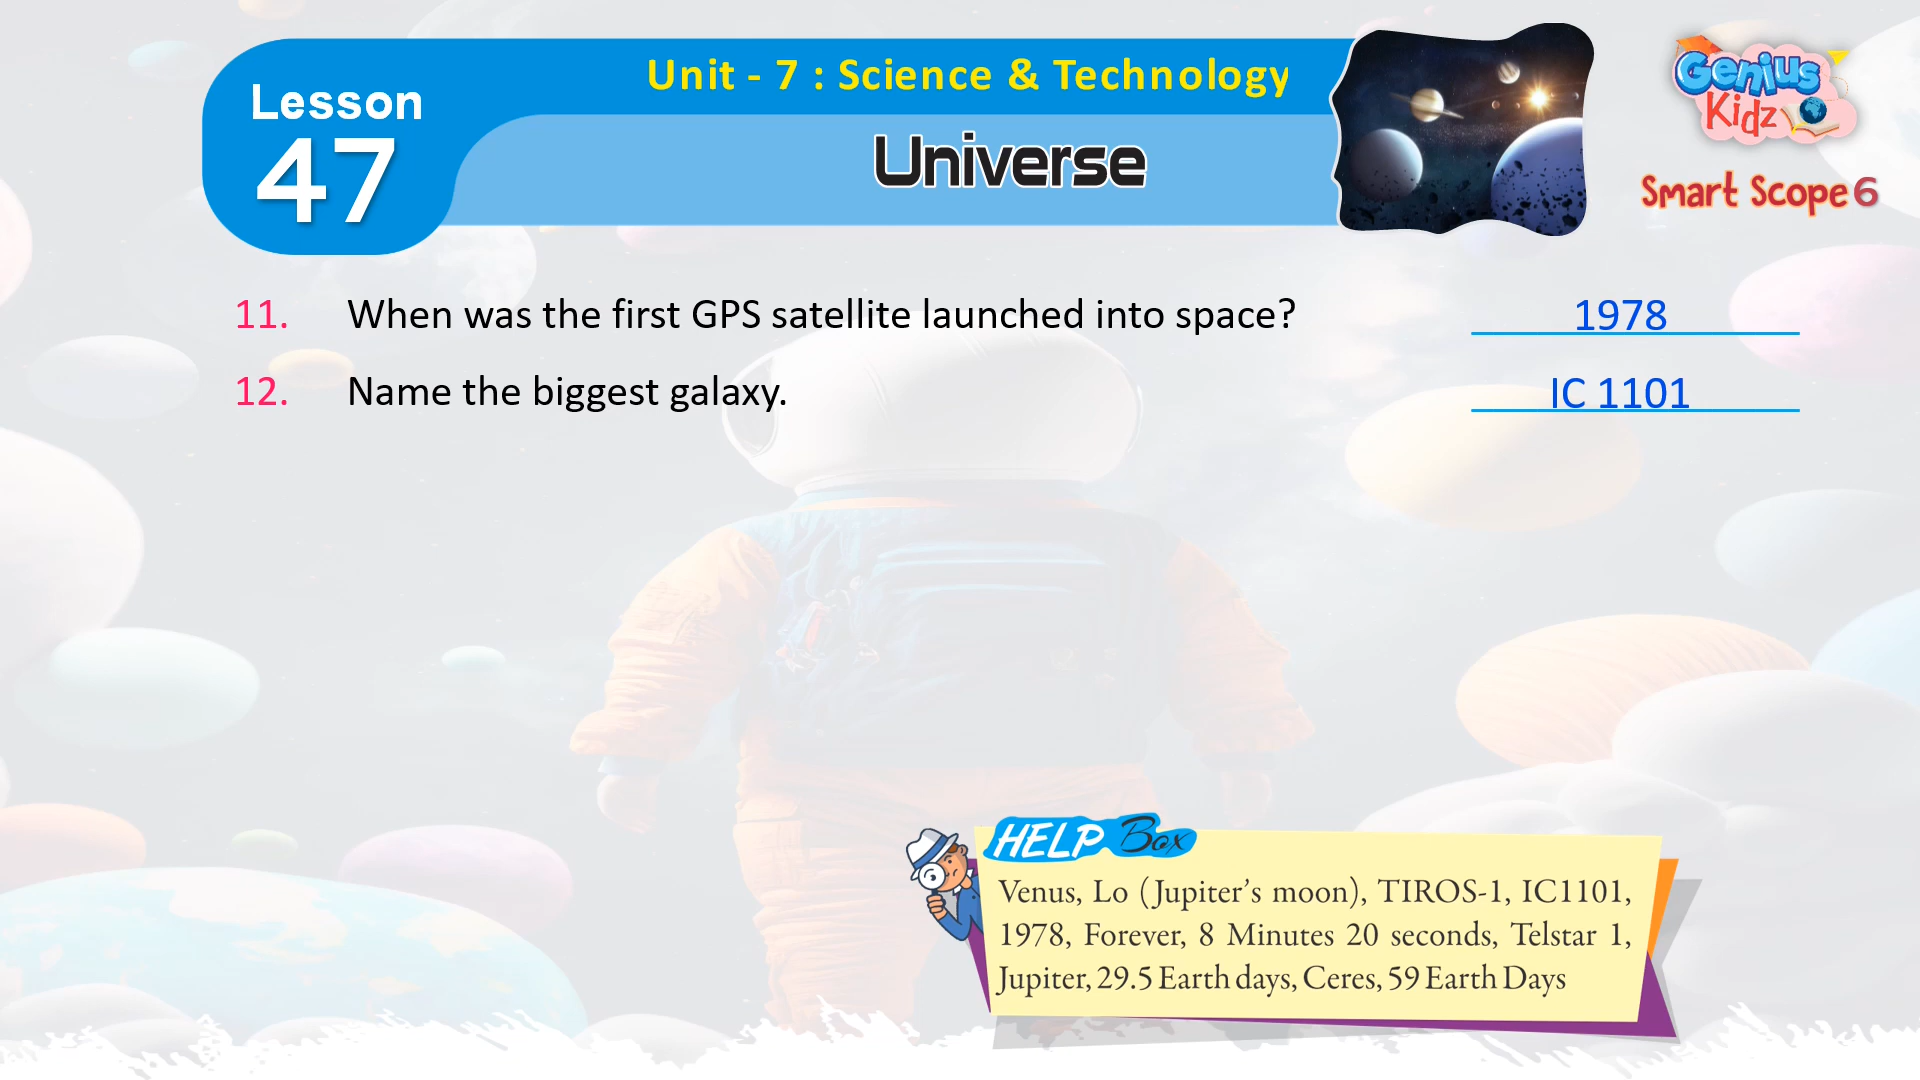 Unit - 7 : Science & Technology
Lesson
47
Universe
Genius
Kidz
Smart Scope 6
11. When was the first GPS satellite launched into space? 1978
12. Name the biggest galaxy. IC 1101
HELP Box
Venus, Lo (Jupiter’s moon), TIROS-1, IC1101,
1978, Forever, 8 Minutes 20 seconds, Telstar 1,
Jupiter, 29.5 Earth days, Ceres, 59 Earth Days